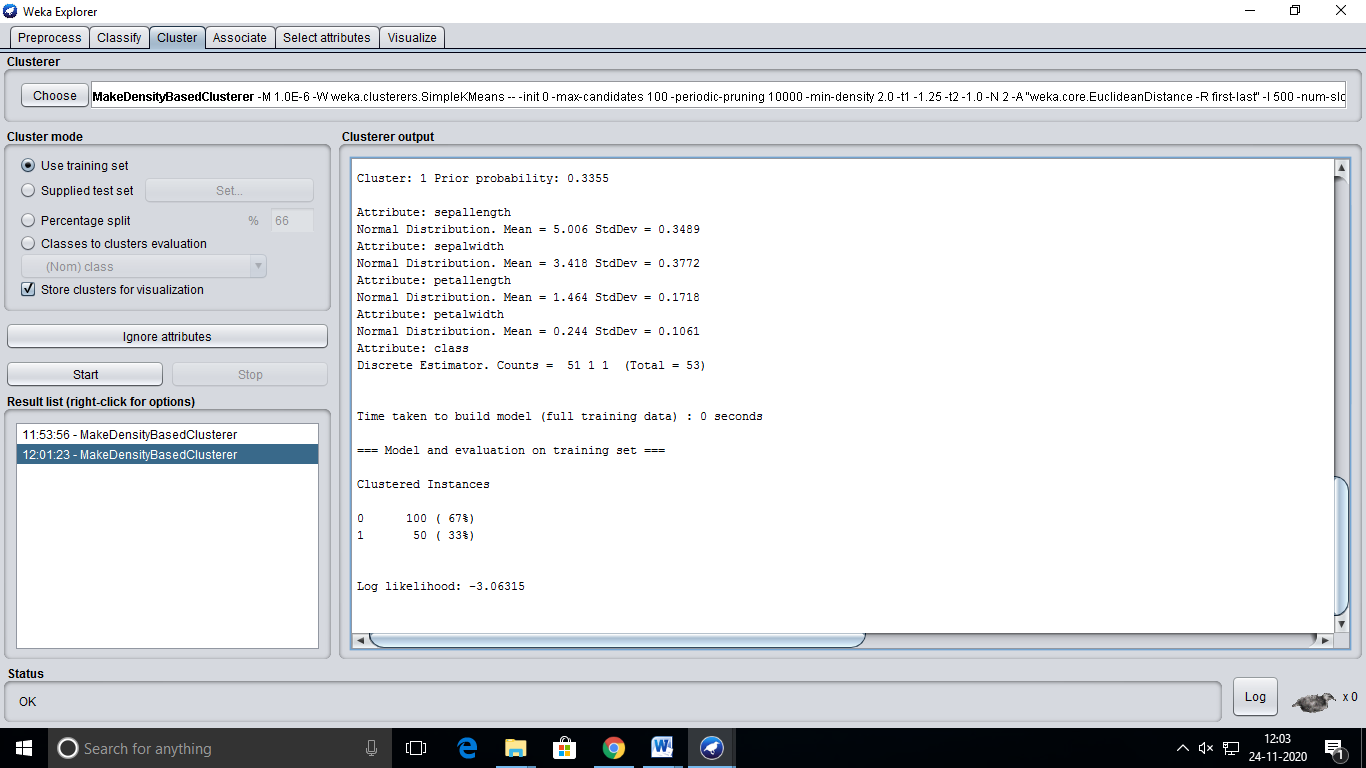 Weka Explorer
Preprocess Classify Cluster Associate Select attributes Visualize
Clusterer
Choose MakeDensityBasedClusterer -M 1.0E-6 -W weka.clusterers.SimpleKMeans -- -init 0 -max-candidates 100 -periodic-pruning 10000 -min-density 2.0 -t1 -1.25 -t2 -1.0 -N 2 -A "weka.core.EuclideanDistance -R first-last" -I 500 -num-slo
Cluster mode
Use training set
Supplied test set Set...
Percentage split % 66
Classes to clusters evaluation
(Nom) class
Store clusters for visualization
Ignore attributes
Start Stop
Result list (right-click for options)
11:53:56 - MakeDensityBasedClusterer
12:01:23 - MakeDensityBasedClusterer
Clusterer output
Cluster: 1 Prior probability: 0.3355
Attribute: sepallength
Normal Distribution. Mean = 5.006 StdDev = 0.3489
Attribute: sepalwidth
Normal Distribution. Mean = 3.418 StdDev = 0.3772
Attribute: petallength
Normal Distribution. Mean = 1.464 StdDev = 0.1718
Attribute: petalwidth
Normal Distribution. Mean = 0.244 StdDev = 0.1061
Attribute: class
Discrete Estimator. Counts = 51 1 1 (Total = 53)
Time taken to build model (full training data) : 0 seconds
=== Model and evaluation on training set ===
Clustered Instances
0 100 ( 67%)
1 50 ( 33%)
Log likelihood: -3.06315
Status
OK
Log x 0
Search for anything
12:03
24-11-2020
1